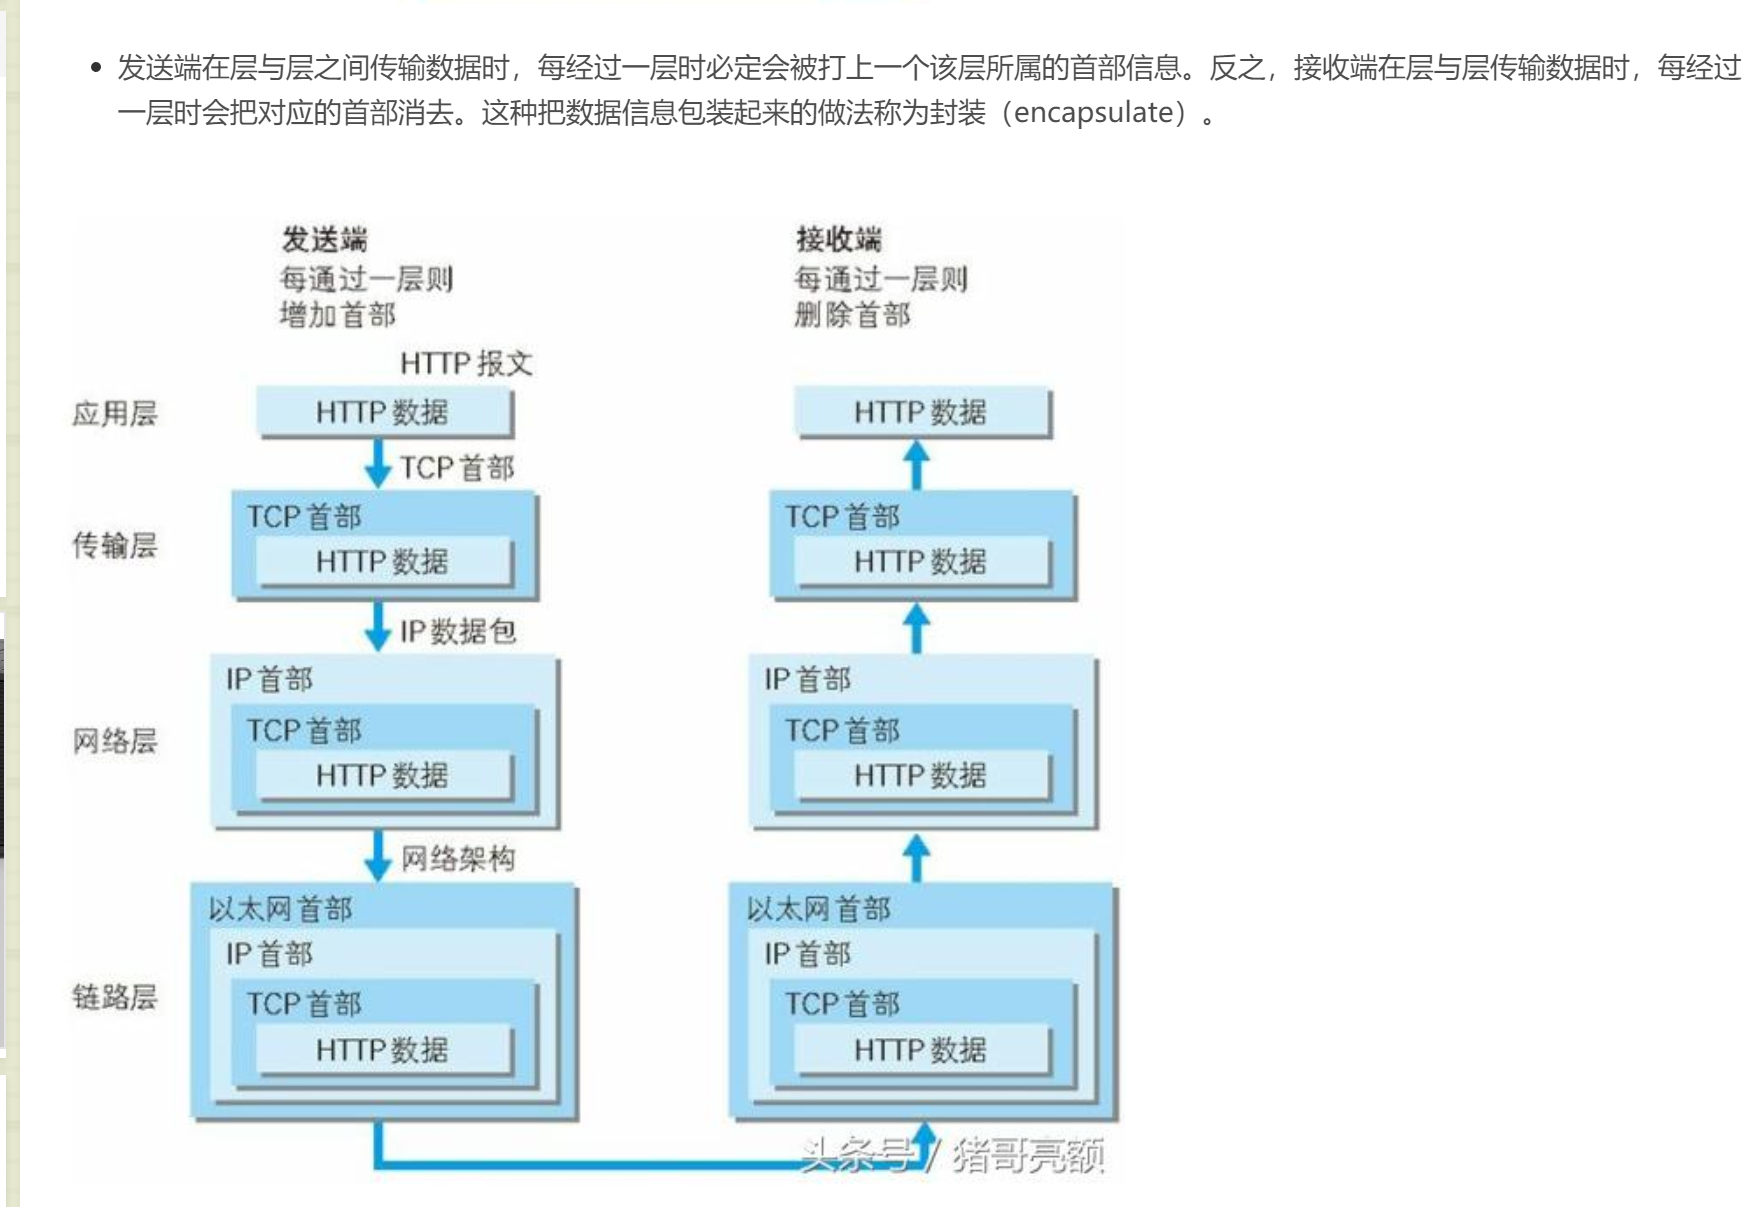 发送端在层与层之间传输数据时，每经过一层时必定会被打上一个该层所属的首部信息。反之，接收端在层与层传输数据时，每经过
一层时会把对应的首部消去。这种把数据信息包装起来的做法称为封装（encapsulate）。
发送端
每通过一层则
增加首部
接收端
每通过一层则
删除首部
HTTP 报文
应用层
HTTP 数据
HTTP 数据
TCP 首部
传输层
TCP 首部
HTTP 数据
TCP 首部
HTTP 数据
IP 数据包
网络层
IP 首部
TCP 首部
HTTP 数据
IP 首部
TCP 首部
HTTP 数据
网络架构
链路层
以太网首部
IP 首部
TCP 首部
HTTP 数据
以太网首部
IP 首部
TCP 首部
HTTP 数据
头条号 / 猪哥亮额